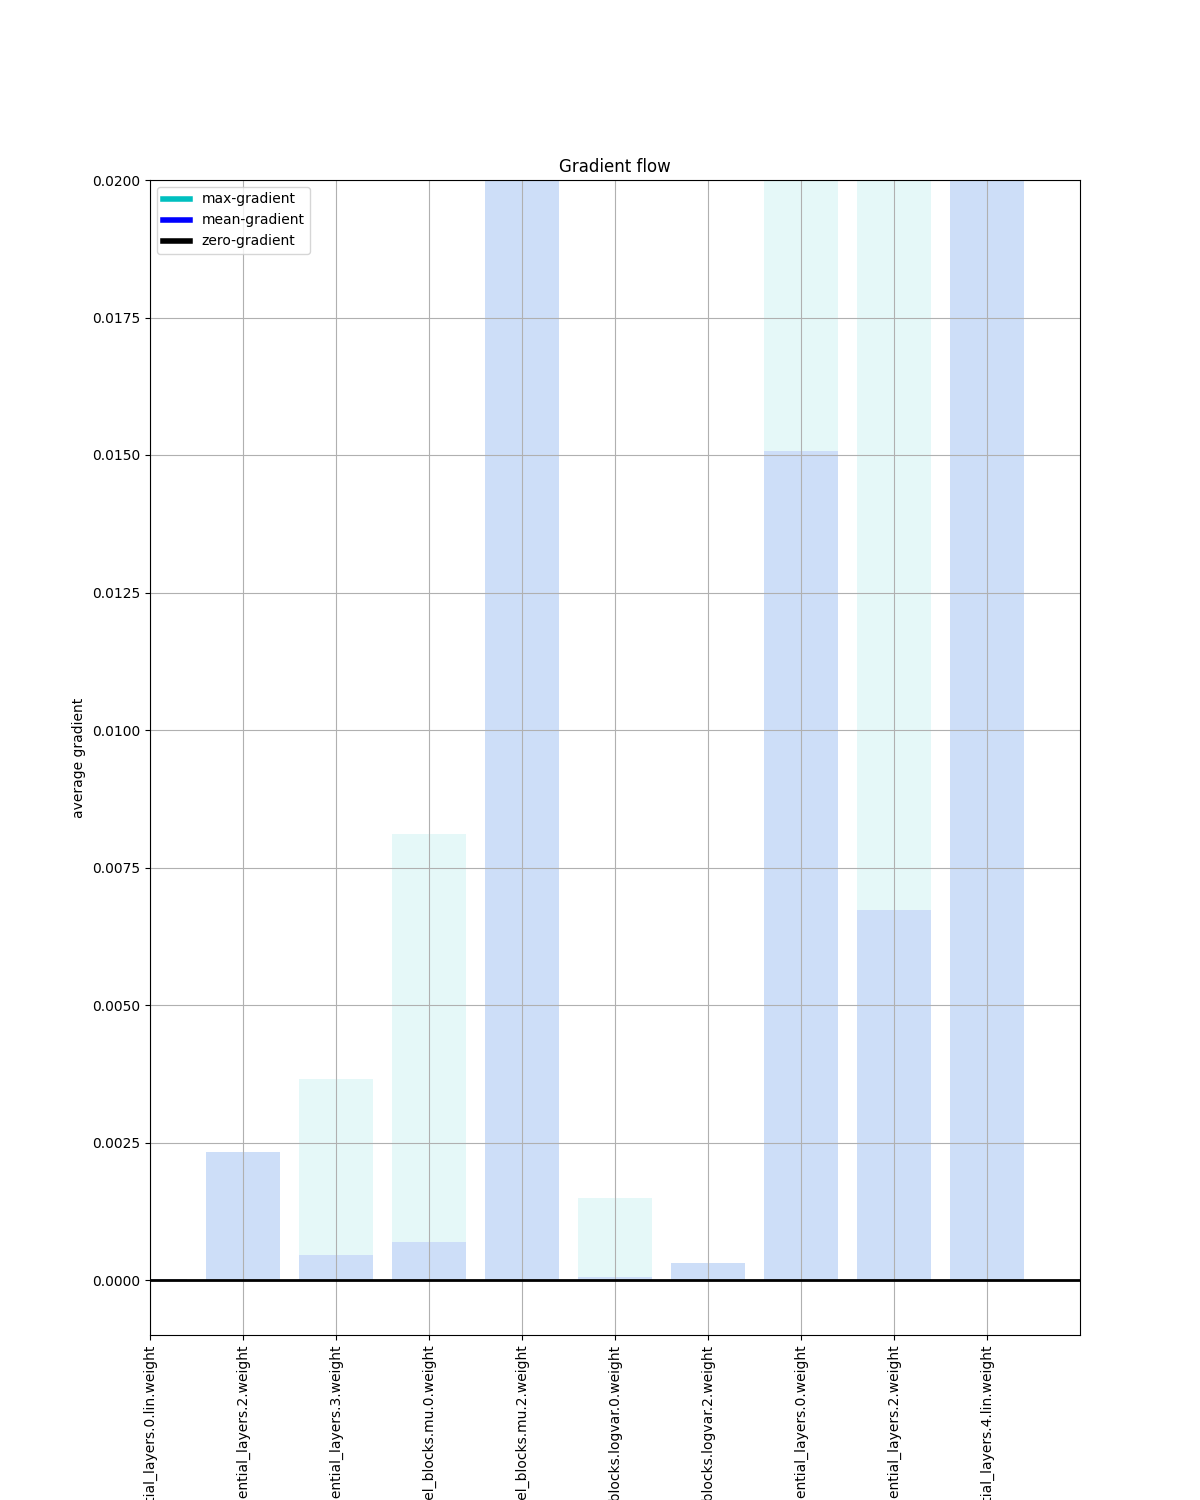 Gradient flow
max-gradient
mean-gradient
zero-gradient
0.0200
0.0175
0.0150
0.0125
0.0100
0.0075
0.0050
0.0025
0.0000
average gradient
tial_layers.0.lin.weight
ential_layers.2.weight
ential_layers.3.weight
el_blocks.mu.0.weight
el_blocks.mu.2.weight
blocks.logvar.0.weight
blocks.logvar.2.weight
ential_layers.0.weight
ential_layers.2.weight
tial_layers.4.lin.weight